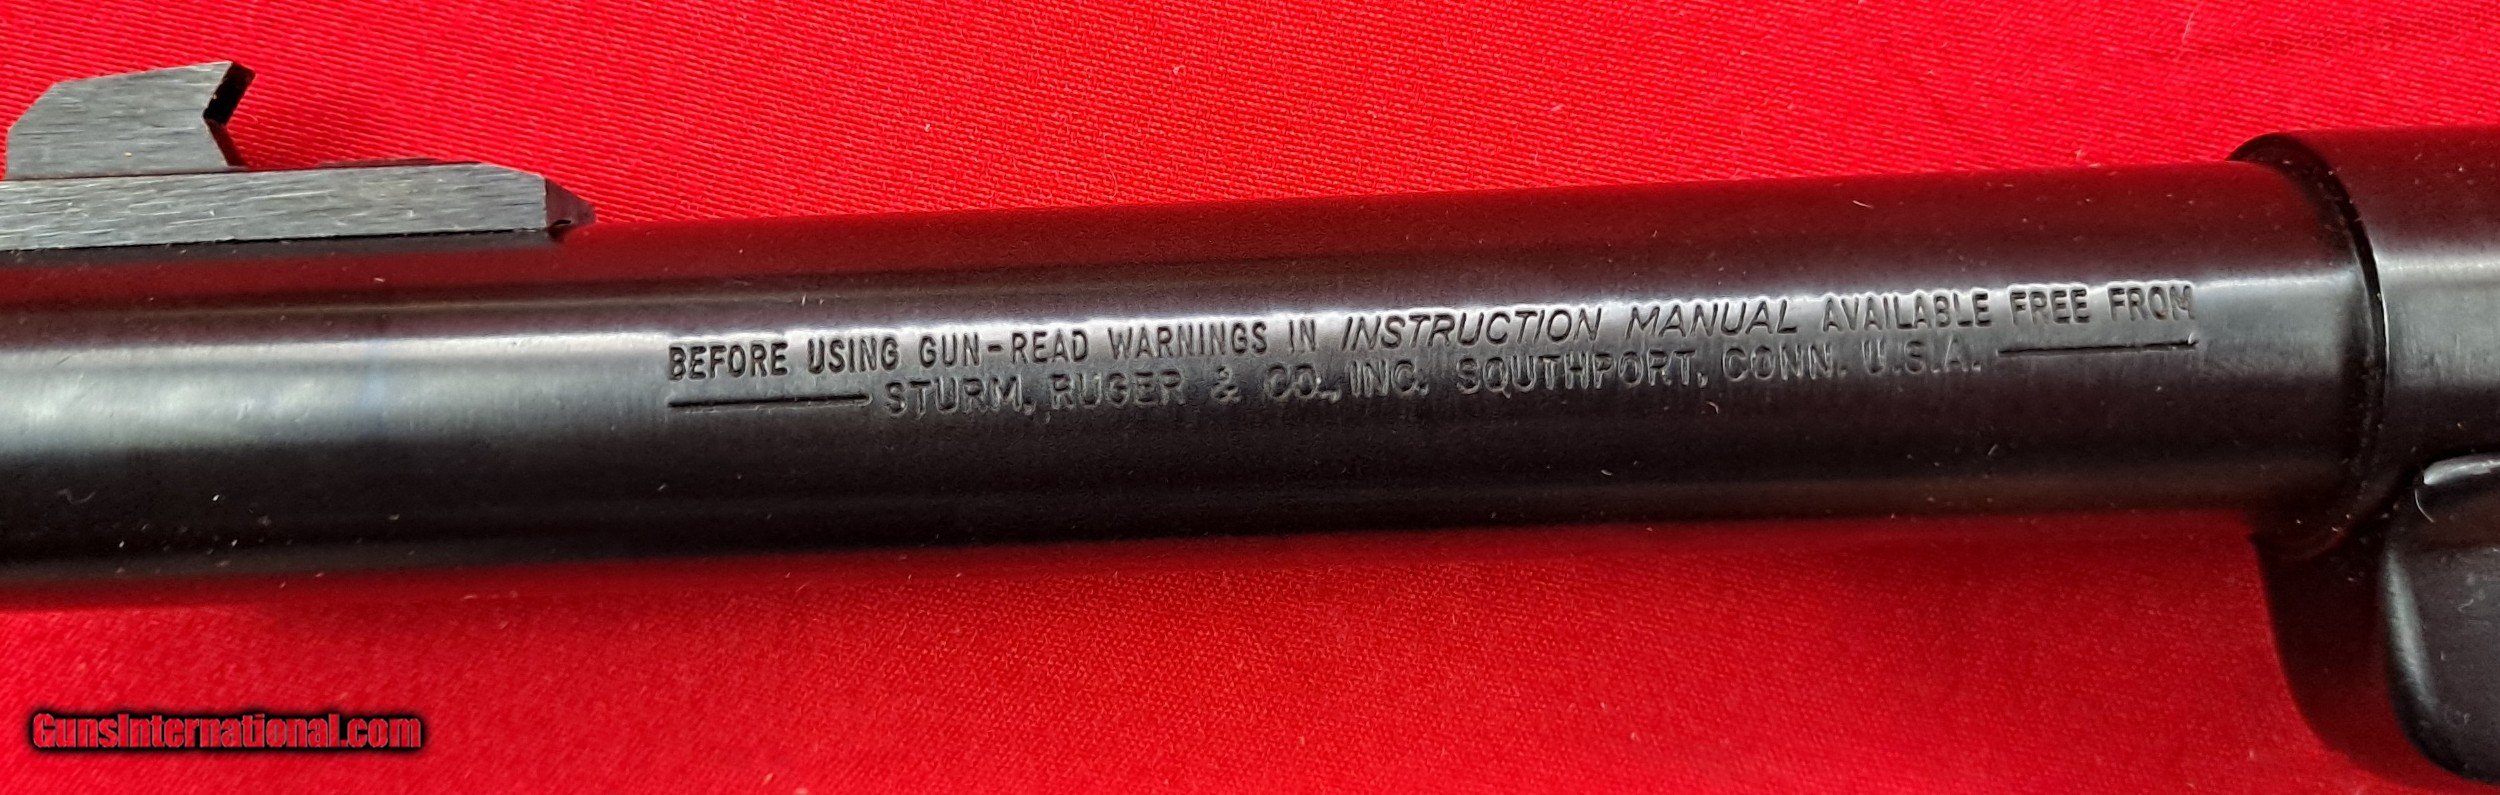 BEFORE USING GUN-READ WARNINGS IN INSTRUCTION MANUAL AVAILABLE FREE FROM
STURM, RUGER & CO., INC. SOUTHPORT, CONN. U.S.A.
GunsInternational.com